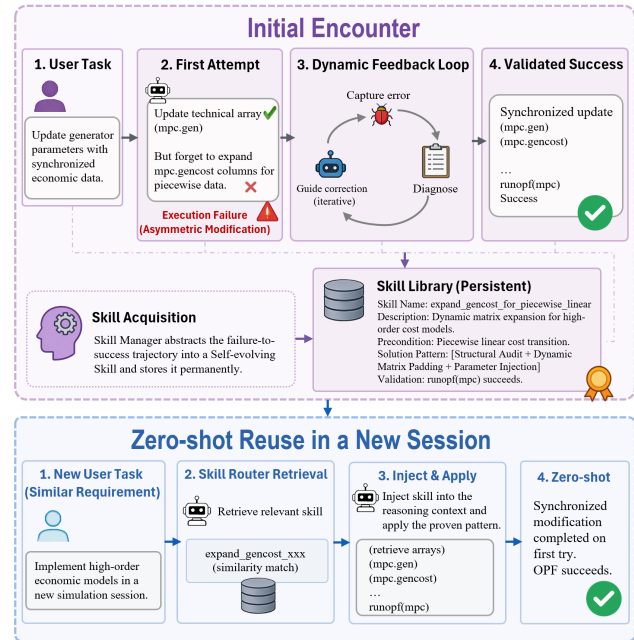 Initial Encounter
1. User Task
Update generator
parameters with
synchronized
economic data.
2. First Attempt
Update technical array
(mpc.gen)
But forget to expand
mpc.gencost columns for
piecewise data.
Execution Failure
(Asymmetric Modification)
3. Dynamic Feedback Loop
Capture error
Guide correction
(iterative)
Diagnose
4. Validated Success
Synchronized update
(mpc.gen)
(mpc.gencost)
...
runopf(mpc)
Success
Skill Acquisition
Skill Manager abstracts the failure-to-
success trajectory into a Self-evolving
Skill and stores it permanently.
Skill Library (Persistent)
Skill Name: expand_gencost_for_piecewise_linear
Description: Dynamic matrix expansion for high-
order cost models.
Precondition: Piecewise linear cost transition.
Solution Pattern: [Structural Audit + Dynamic
Matrix Padding + Parameter Injection]
Validation: runopf(mpc) succeeds.
Zero-shot Reuse in a New Session
1. New User Task
(Similar Requirement)
Implement high-order
economic models in a
new simulation session.
2. Skill Router Retrieval
Retrieve relevant skill
expand_gencost_xxx
(similarity match)
3. Inject & Apply
Inject skill into the
reasoning context and
apply the proven pattern.
(retrieve arrays)
(mpc.gen)
(mpc.gencost)
...
runopf(mpc)
4. Zero-shot
Synchronized
modification
completed on
first try.
OPF succeeds.